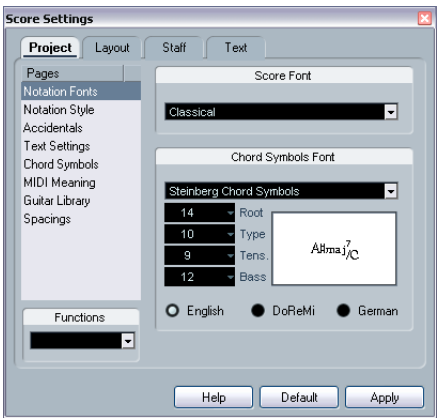 Score Settings
Project Layout Staff Text
Pages
Notation Fonts
Notation Style
Accidentals
Text Settings
Chord Symbols
MIDI Meaning
Guitar Library
Spacings
Functions
Score Font
Classical
Chord Symbols Font
Steinberg Chord Symbols
14 Root
10 Type
9 Tens.
12 Bass
A#maj7/C
English DoReMi German
Help Default Apply